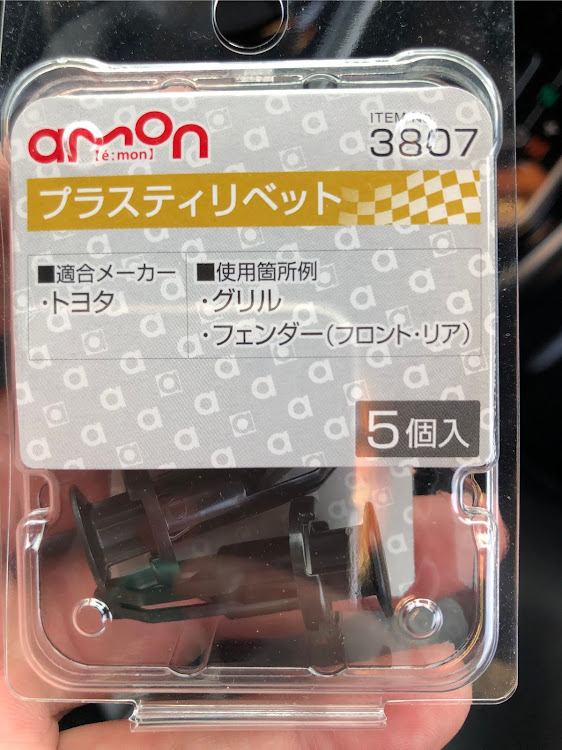 amon
【é:mon】
ITEM No.
3807
プラスティリベット
■適合メーカー
・トヨタ
■使用箇所例
・グリル
・フェンダー(フロント・リア)
5個入